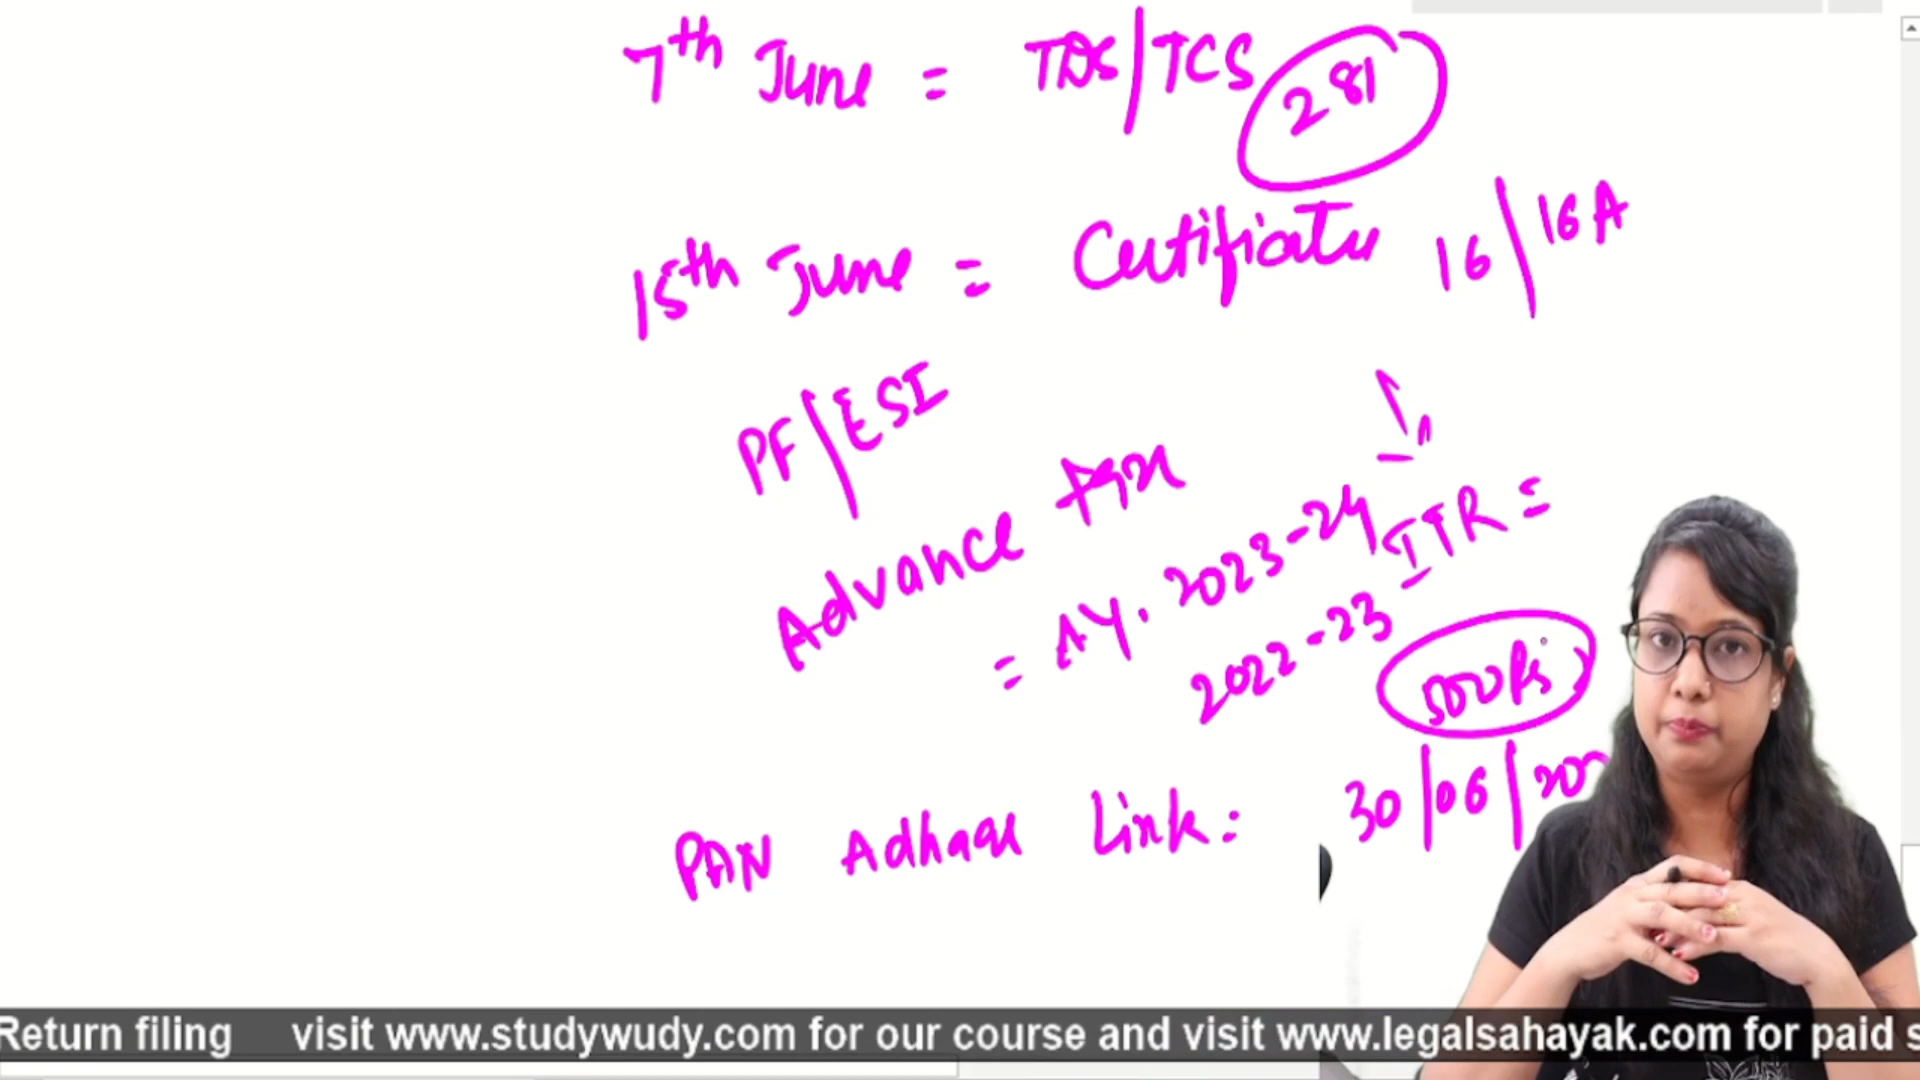 7th June = TDS/TCS 281
15th June = Certificate 16/16A
PF/ESI
Advance Tax
= AY. 2023-24 ITR =
2022-23
PAN Adhaar Link: 30/06/202
Return filing visit www.studywudy.com for our course and visit www.legalsahayak.com for paid s